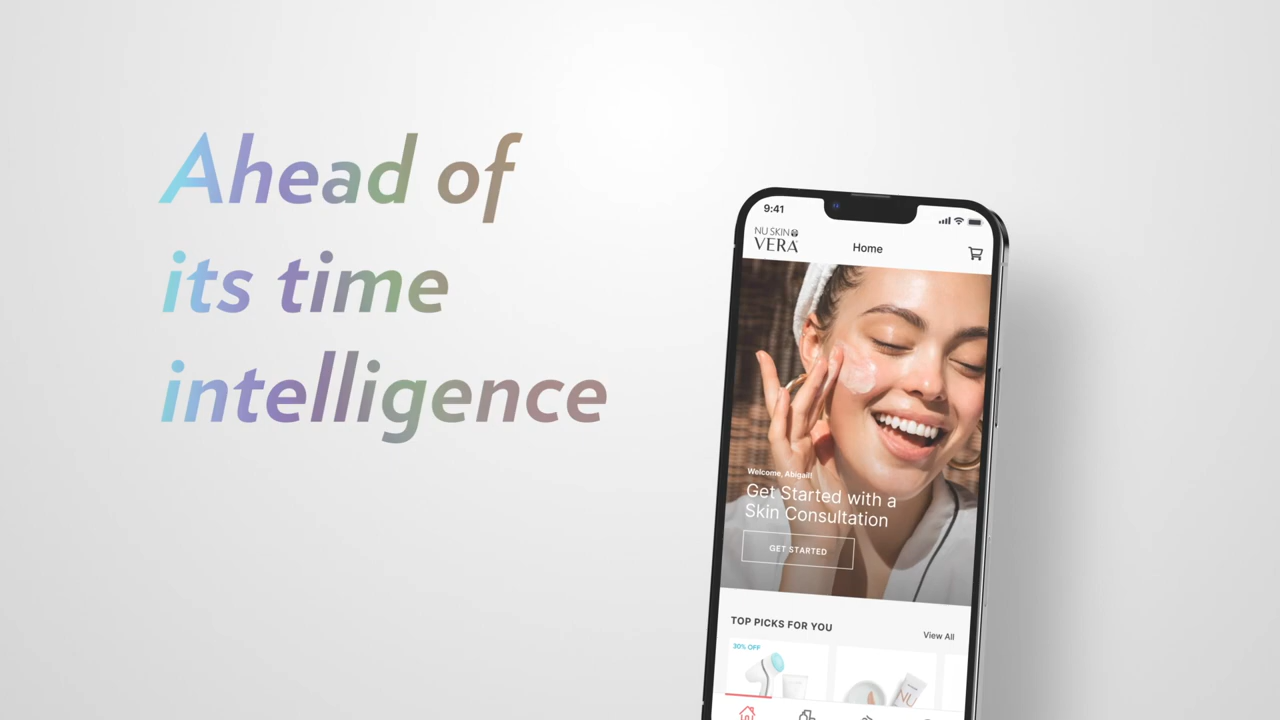 Ahead of
its time
intelligence
9:41
NU SKIN
VERA
Home
Welcome, Abigail!
Get Started with a
Skin Consultation
GET STARTED
TOP PICKS FOR YOU
View All
30% OFF
NU